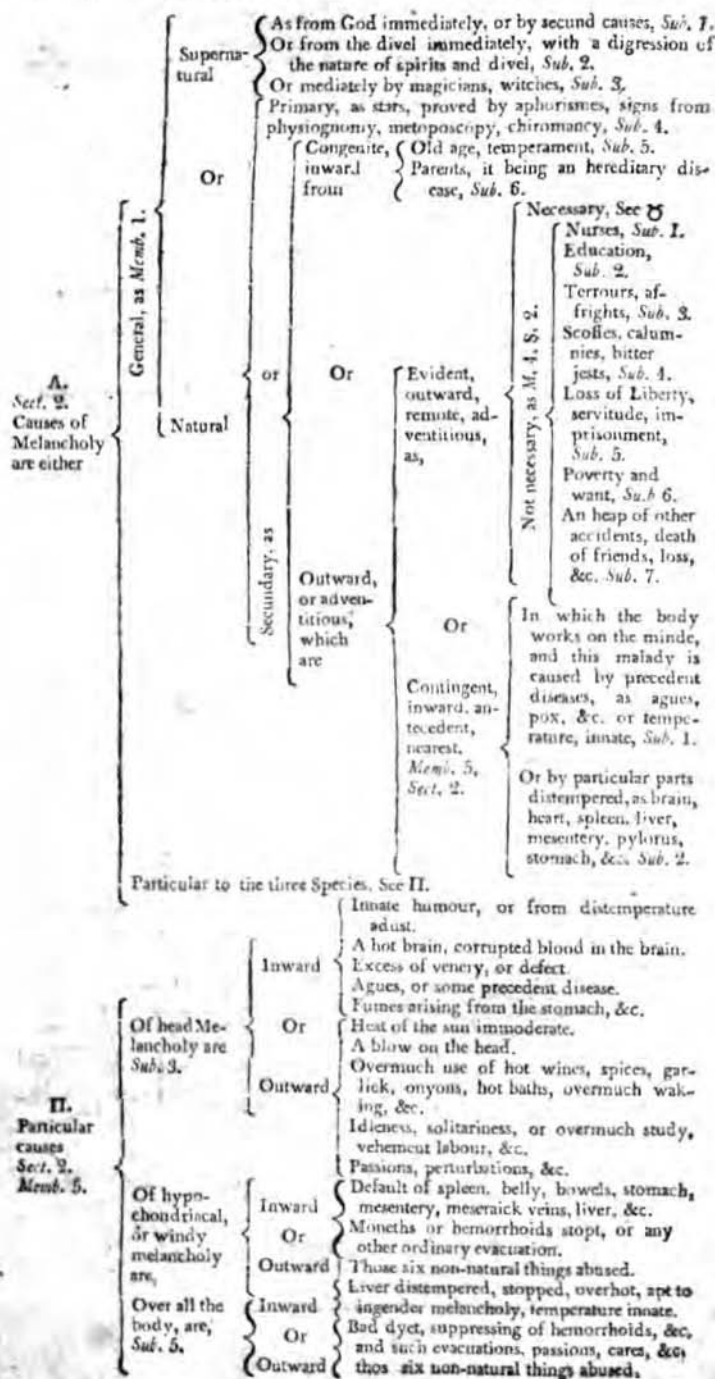 As from God immediately, or by secund causes, Sub. 1.
Or from the divel immediately, with a digression of
the nature of spirits and divel, Sub. 2.
Or mediately by magicians, witches, Sub. 3.
Superna-
tural
Or
Primary, as stars, proved by aphorismes, signs from
physiognomy, metoposcopy, chiromancy, Sub. 4.
General, as Memb. 1.
Natural
A.
Sect. 2.
Causes of
Melancholy
are either
Secundary, as
or
Congenite,
inward
from
Old age, temperament, Sub. 5.
Parents, it being an hereditary dis-
ease, Sub. 6.
Or
Outward,
or adven-
titious,
which
are
Evident,
outward,
remote, ad-
ventitious,
as,
Necessary, See ♉
Not necessary, as M. 4. S. 2.
Nurses, Sub. 1.
Education,
Sub. 2.
Terrours, af-
frights, Sub. 3.
Scoffes, calum-
nies, bitter
jests, Sub. 4.
Loss of Liberty,
servitude, im-
prisonment,
Sub. 5.
Poverty and
want, Su.b 6.
An heap of other
accidents, death
of friends, loss,
&c. Sub. 7.
Or
Contingent,
inward, an-
tecedent,
nearest.
Memb. 5,
Sect. 2.
In which the body
works on the minde,
and this malady is
caused by precedent
diseases, as agues,
pox, &c. or tempe-
rature, innate, Sub. 1.
Or by particular parts
distempered, as brain,
heart, spleen, liver,
mesentery, pylorus,
stomach, &c. Sub. 2.
Particular to the three Species. See Π.
Π.
Particular
causes
Sect. 2.
Memb. 5.
Of head Me-
lancholy are
Sub. 3.
Inward
Innate humour, or from distemperature
adust.
A hot brain, corrupted blood in the brain.
Excess of venery, or defect.
Agues, or some precedent disease.
Fumes arising from the stomach, &c.
Or
Outward
Heat of the sun immoderate.
A blow on the head.
Overmuch use of hot wines, spices, gar-
lick, onyons, hot baths, overmuch wak-
ing, &c.
Idleness, solitariness, or overmuch study,
vehement labour, &c.
Passions, perturbations, &c.
Of hypo-
chondriacal,
or windy
melancholy
are,
Inward
Default of spleen, belly, bowels, stomach,
mesentery, meseraick veins, liver, &c.
Or
Moneths or hemorrhoids stopt, or any
other ordinary evacuation.
Outward
Those six non-natural things abused.
Over all the
body, are,
Sub. 5.
Inward
Liver distempered, stopped, overhot, apt to
ingender melancholy, temperature innate.
Or
Outward
Bad dyet, suppressing of hemorrhoids, &c.
and such evacuations, passions, cares, &c,
thos six non-natural things abused.